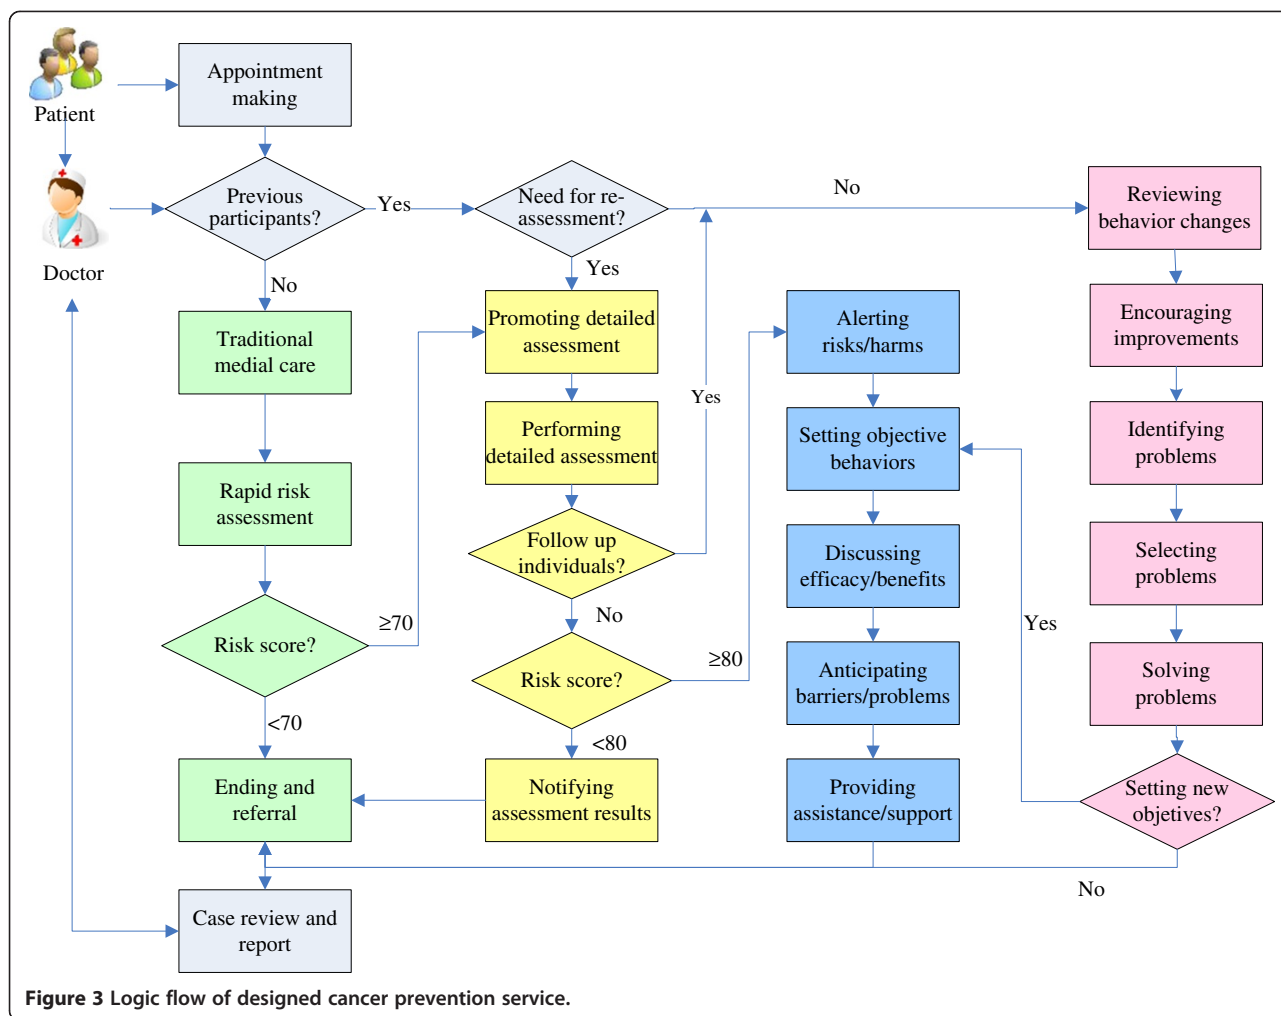 Patient
Doctor
Appointment
making
Previous
participants?
Yes
No
Need for re-
assessment?
No
Yes
Traditional
medial care
Rapid risk
assessment
Risk score?
≥70
<70
Ending and
referral
Case review and
report
Promoting detailed
assessment
Performing
detailed assessment
Follow up
individuals?
Yes
No
Risk score?
≥80
<80
Notifying
assessment results
Alerting
risks/harms
Setting objective
behaviors
Discussing
efficacy/benefits
Anticipating
barriers/problems
Providing
assistance/support
Reviewing
behavior changes
Encouraging
improvements
Identifying
problems
Selecting
problems
Solving
problems
Setting new
objetives?
Yes
No
Figure 3 Logic flow of designed cancer prevention service.